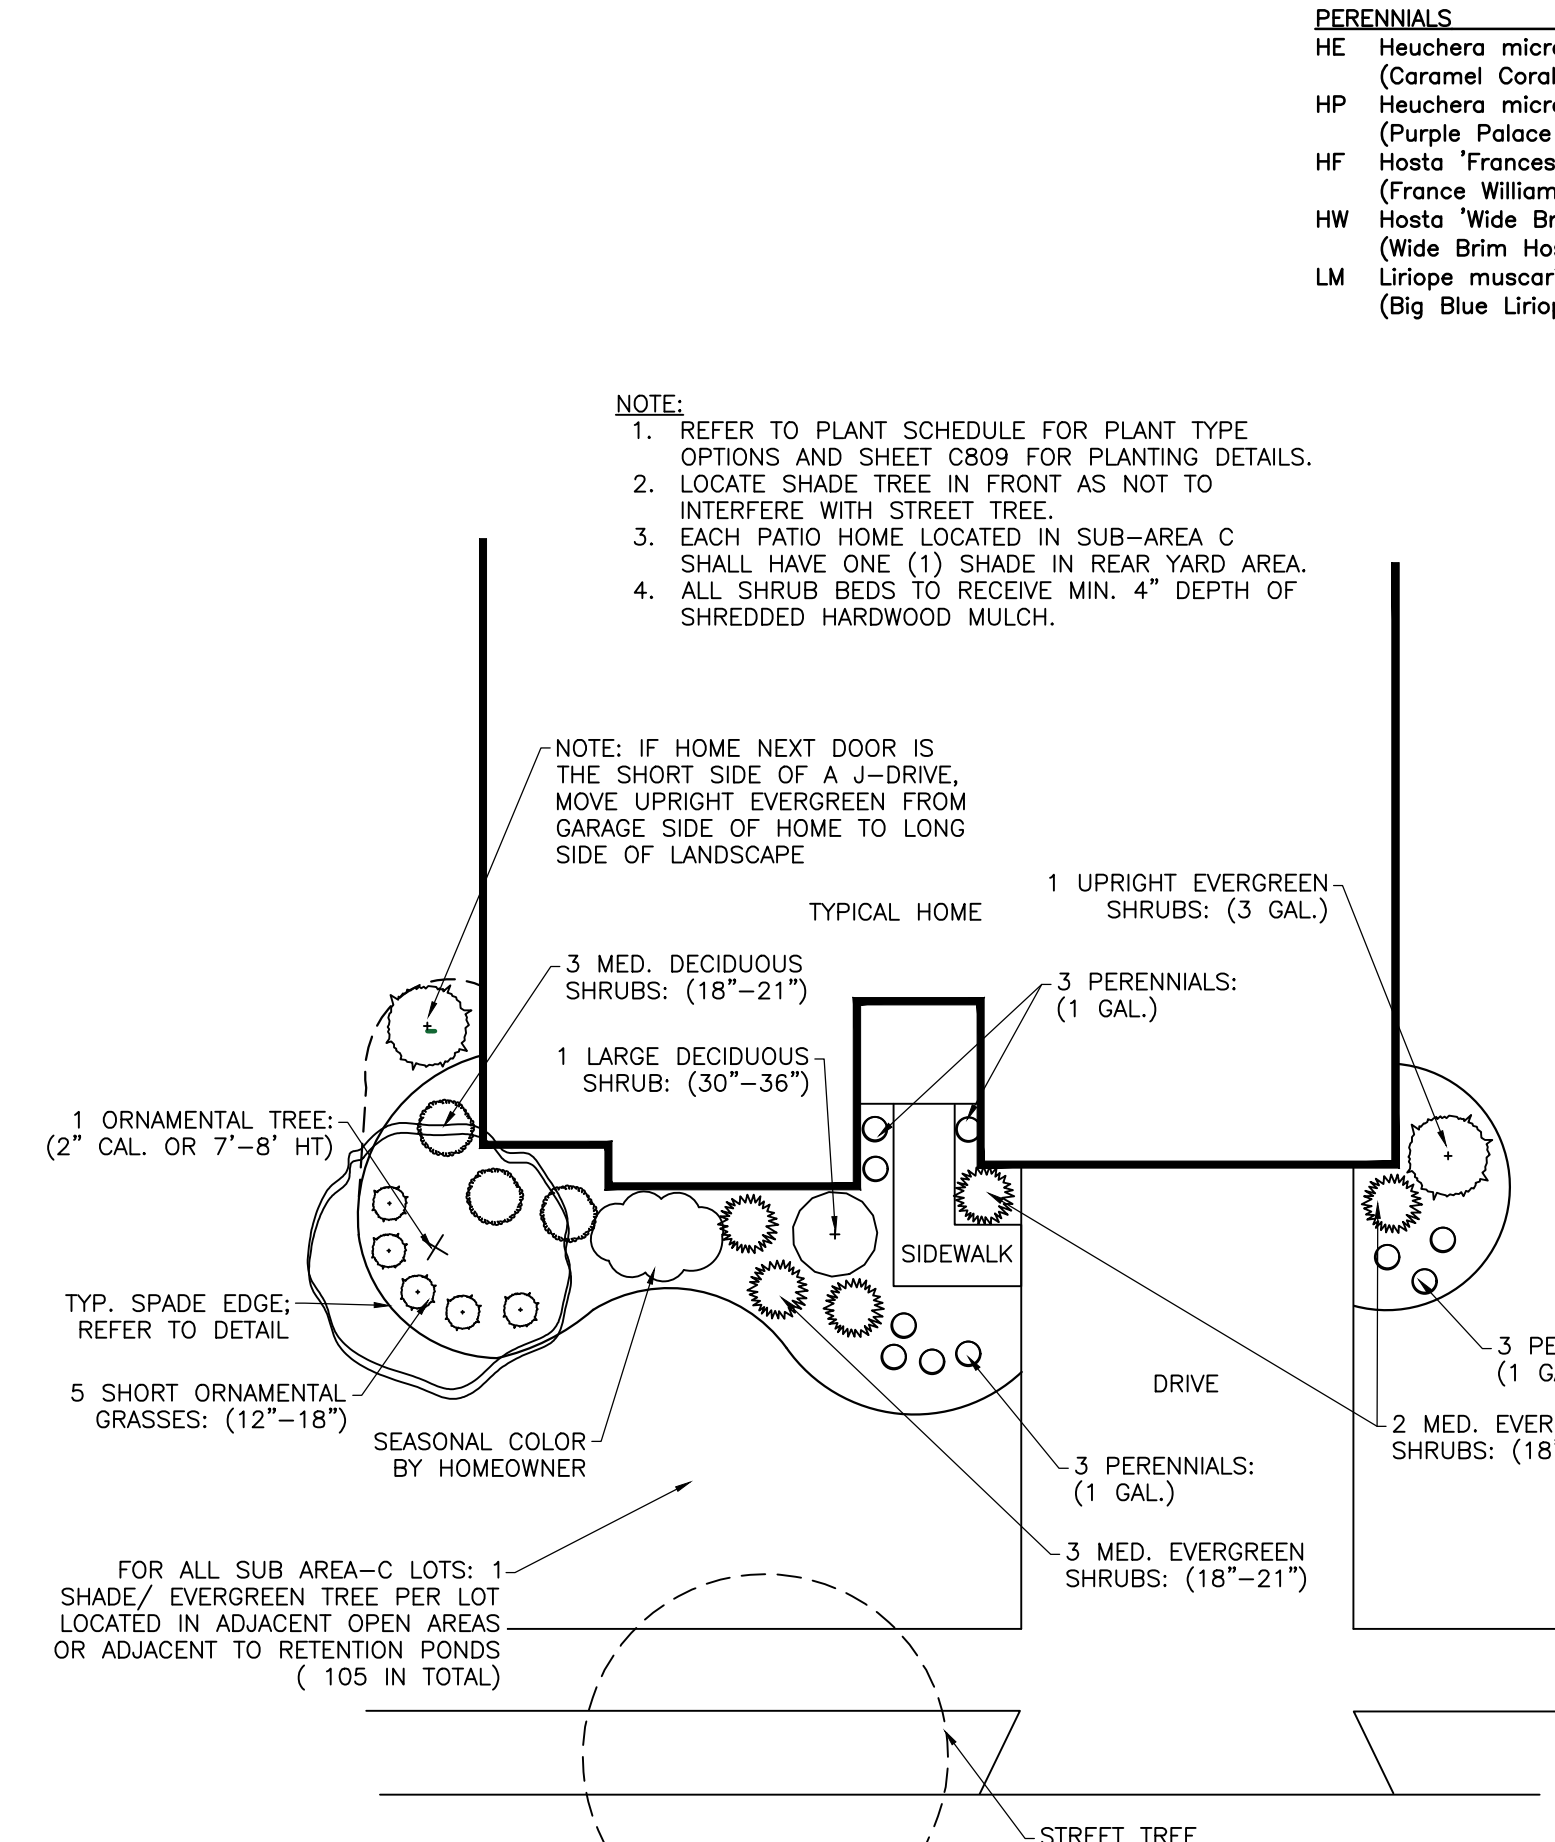 PERENNIALS
HE Heuchera micr
(Caramel Coral
HP Heuchera micr
(Purple Palace
HF Hosta 'Frances
(France William
HW Hosta 'Wide Br
(Wide Brim Ho
LM Liriope muscar
(Big Blue Lirio
NOTE:
1. REFER TO PLANT SCHEDULE FOR PLANT TYPE
OPTIONS AND SHEET C809 FOR PLANTING DETAILS.
2. LOCATE SHADE TREE IN FRONT AS NOT TO
INTERFERE WITH STREET TREE.
3. EACH PATIO HOME LOCATED IN SUB-AREA C
SHALL HAVE ONE (1) SHADE IN REAR YARD AREA.
4. ALL SHRUB BEDS TO RECEIVE MIN. 4" DEPTH OF
SHREDDED HARDWOOD MULCH.
NOTE: IF HOME NEXT DOOR IS
THE SHORT SIDE OF A J-DRIVE,
MOVE UPRIGHT EVERGREEN FROM
GARAGE SIDE OF HOME TO LONG
SIDE OF LANDSCAPE
1 UPRIGHT EVERGREEN
SHRUBS: (3 GAL.)
TYPICAL HOME
3 MED. DECIDUOUS
SHRUBS: (18"-21")
3 PERENNIALS:
(1 GAL.)
1 LARGE DECIDUOUS
SHRUB: (30"-36")
1 ORNAMENTAL TREE:
(2" CAL. OR 7'-8' HT)
SIDEWALK
TYP. SPADE EDGE;
REFER TO DETAIL
3 PE
(1 G
DRIVE
5 SHORT ORNAMENTAL
GRASSES: (12"-18")
2 MED. EVER
SHRUBS: (18
SEASONAL COLOR
BY HOMEOWNER
3 PERENNIALS:
(1 GAL.)
3 MED. EVERGREEN
SHRUBS: (18"-21")
FOR ALL SUB AREA-C LOTS: 1
SHADE/ EVERGREEN TREE PER LOT
LOCATED IN ADJACENT OPEN AREAS
OR ADJACENT TO RETENTION PONDS
( 105 IN TOTAL)
STREET TREE